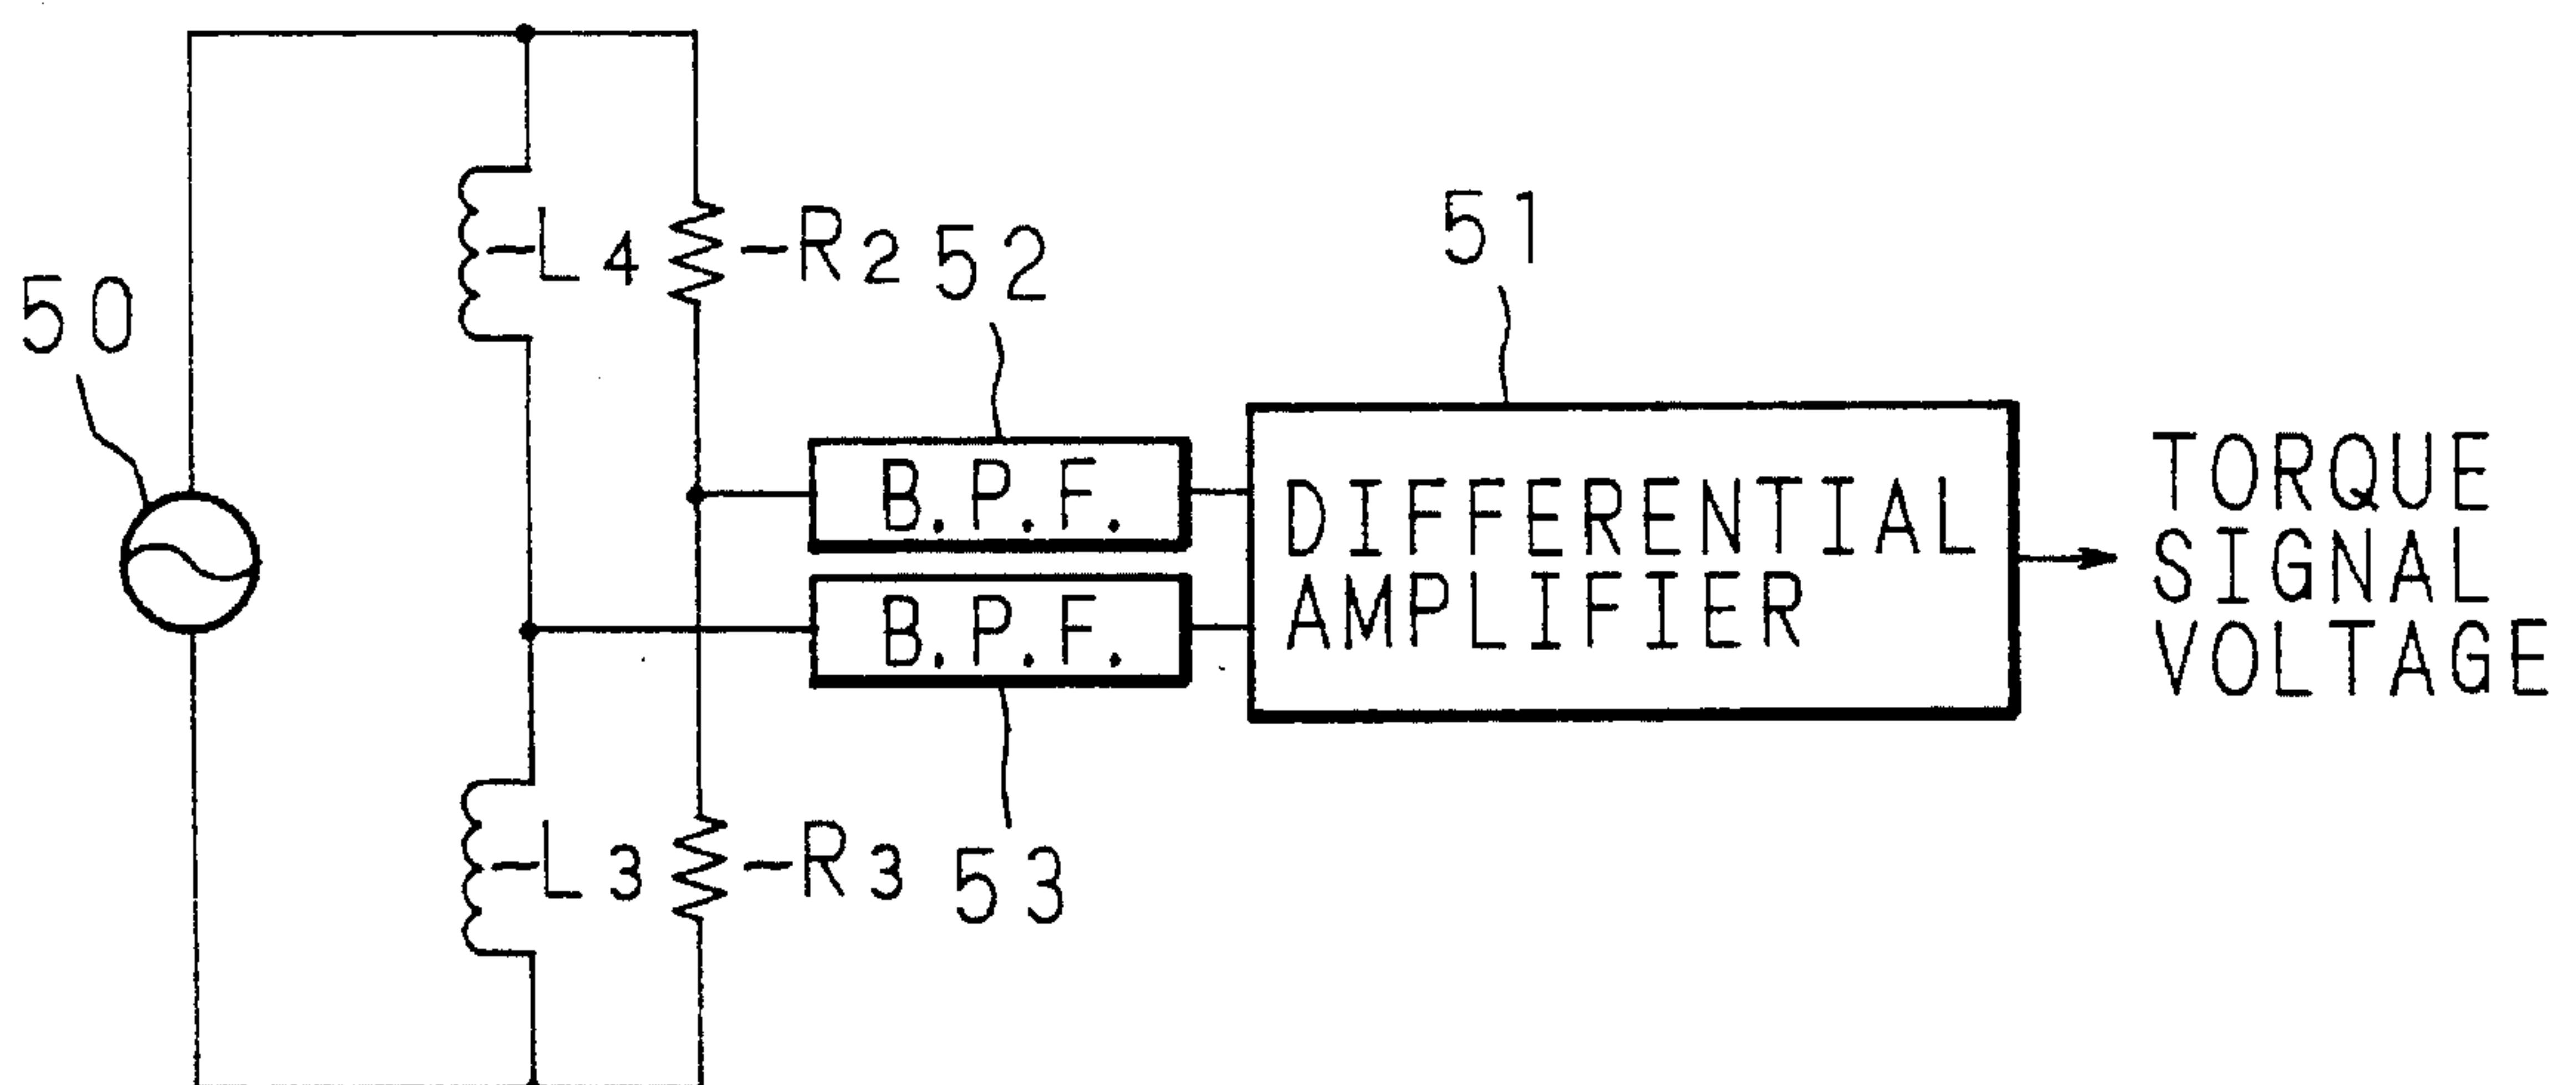 50
L4
R2
52
51
B.P.F.
B.P.F.
DIFFERENTIAL
AMPLIFIER
TORQUE
SIGNAL
VOLTAGE
L3
R3
53